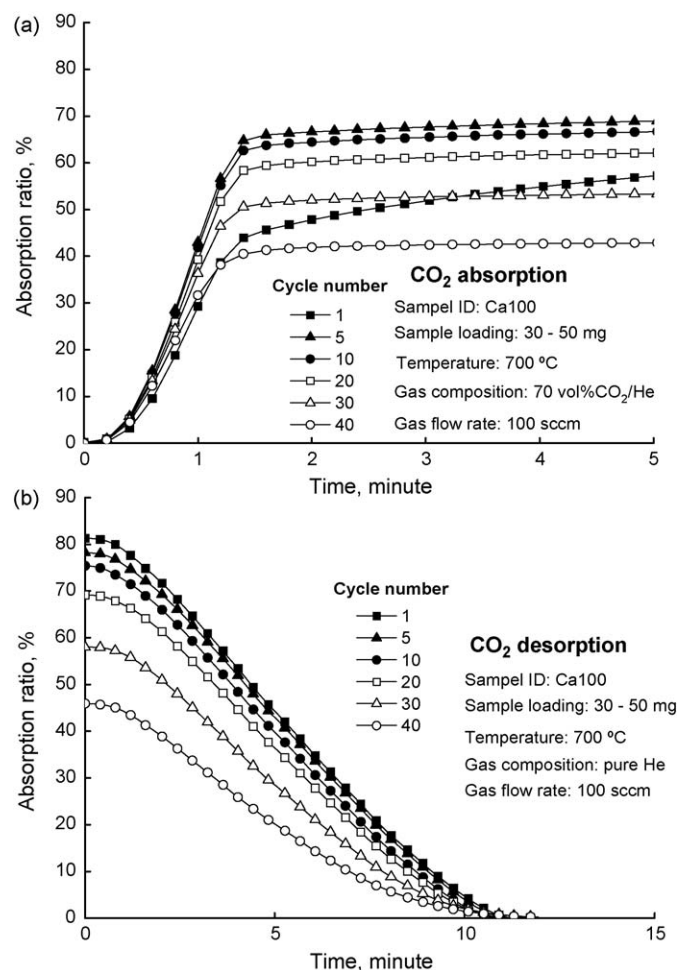 (a)
90
80
70
60
50
40
30
20
10
0
Absorption ratio, %
Cycle number
1
5
10
20
30
40
CO₂ absorption
Sampel ID: Ca100
Sample loading: 30 - 50 mg
Temperature: 700 ºC
Gas composition: 70 vol%CO₂/He
Gas flow rate: 100 sccm
0 1 2 3 4 5
Time, minute
(b)
90
80
70
60
50
40
30
20
10
0
Absorption ratio, %
Cycle number
1
5
10
20
30
40
CO₂ desorption
Sampel ID: Ca100
Sample loading: 30 - 50 mg
Temperature: 700 ºC
Gas composition: pure He
Gas flow rate: 100 sccm
0 5 10 15
Time, minute